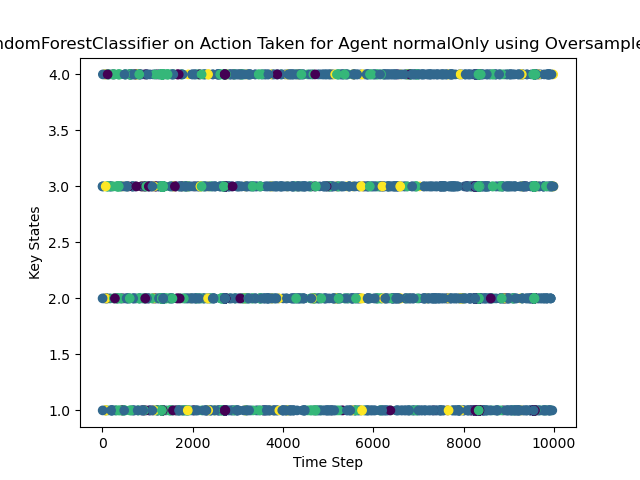 ndomForestClassifier on Action Taken for Agent normalOnly using Oversample
4.0
3.5
3.0
2.5
2.0
1.5
1.0
Key States
0 2000 4000 6000 8000 10000
Time Step